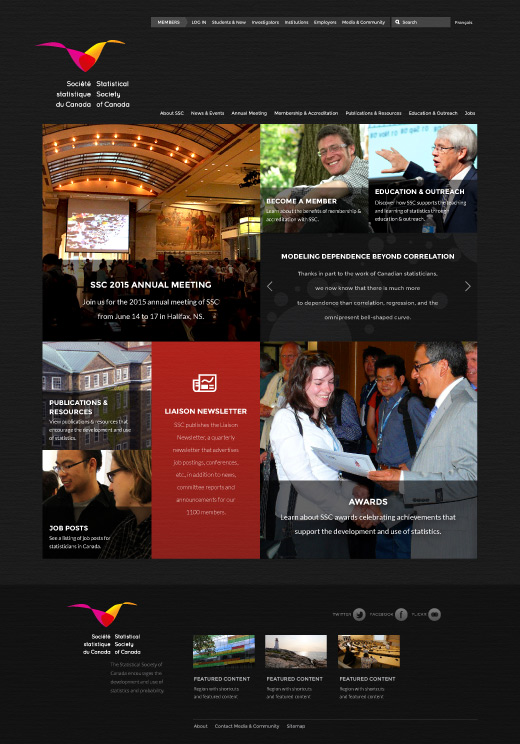 MEMBERS LOG IN Students & New Investigators Institutions Employers Media & Community Search Français
Société Statistical
statistique Society
du Canada of Canada
About SSC News & Events Annual Meeting Membership & Accreditation Publications & Resources Education & Outreach Jobs
SSC 2015 ANNUAL MEETING
Join us for the 2015 annual meeting of SSC
from June 14 to 17 in Halifax, NS.
BECOME A MEMBER
Learn about the benefits of membership &
accreditation with SSC.
EDUCATION & OUTREACH
Discover how SSC supports the teaching
and learning of statistics through
education & outreach.
MODELING DEPENDENCE BEYOND CORRELATION
Thanks in part to the work of Canadian statisticians,
we now know that there is much more
to dependence than correlation, regression, and the
omnipresent bell-shaped curve.
PUBLICATIONS &
RESOURCES
View publications & resources that
encourage the development and use
of statistics.
LIAISON NEWSLETTER
SSC publishes the Liaison
Newsletter, a quarterly
newsletter that advertises
job postings, conferences,
etc., in addition to news,
committee reports and
announcements for our
1100 members.
JOB POSTS
See a listing of job posts for
statisticians in Canada.
AWARDS
Learn about SSC awards celebrating achievements that
support the development and use of statistics.
Société Statistical
statistique Society
du Canada of Canada
The Statistical Society of
Canada encourages the
development and use of
statistics and probability.
TWITTER FACEBOOK FLICKR
FEATURED CONTENT
Region with shortcuts
and featured content
FEATURED CONTENT
Region with shortcuts
and featured content
FEATURED CONTENT
Region with shortcuts
and featured content
About Contact Media & Community Sitemap